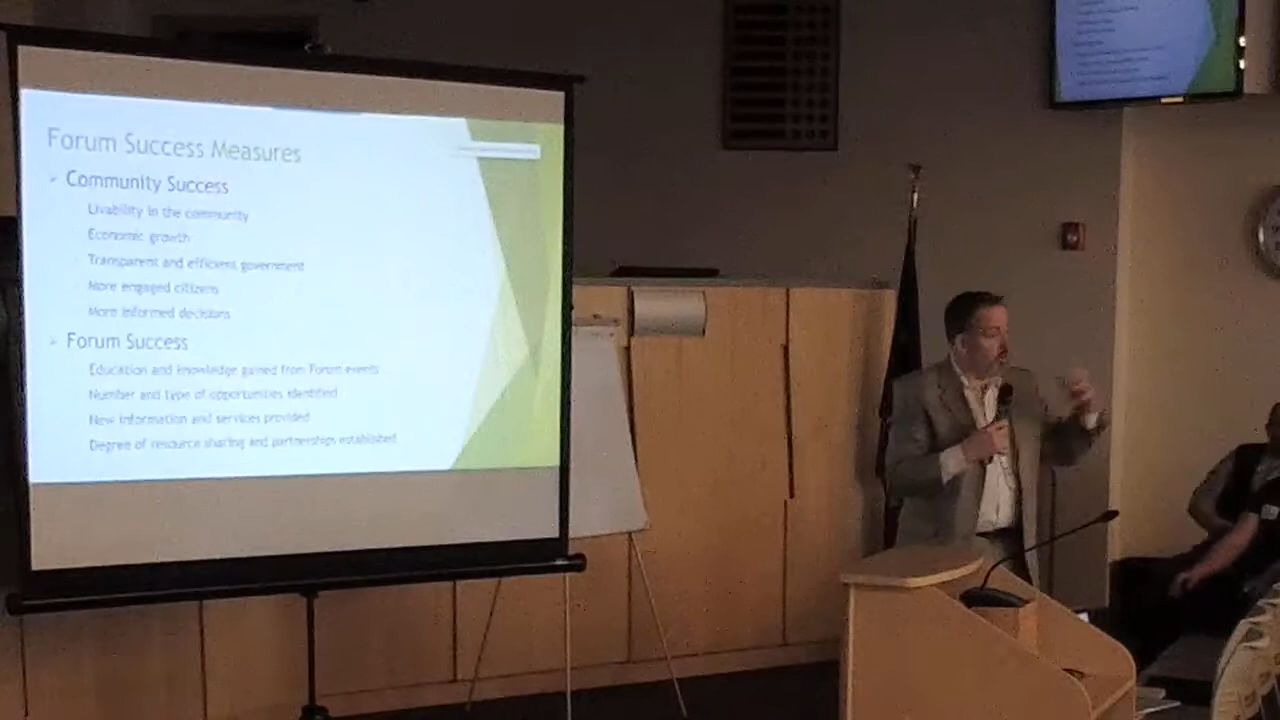 Forum Success Measures
Community Success
Livability in the community
Economic growth
Transparent and efficient government
More engaged citizens
More informed decisions
Forum Success
Education and knowledge gained from Forum events
Number and type of opportunities identified
New information and services provided
Degree of resource sharing and partnerships established